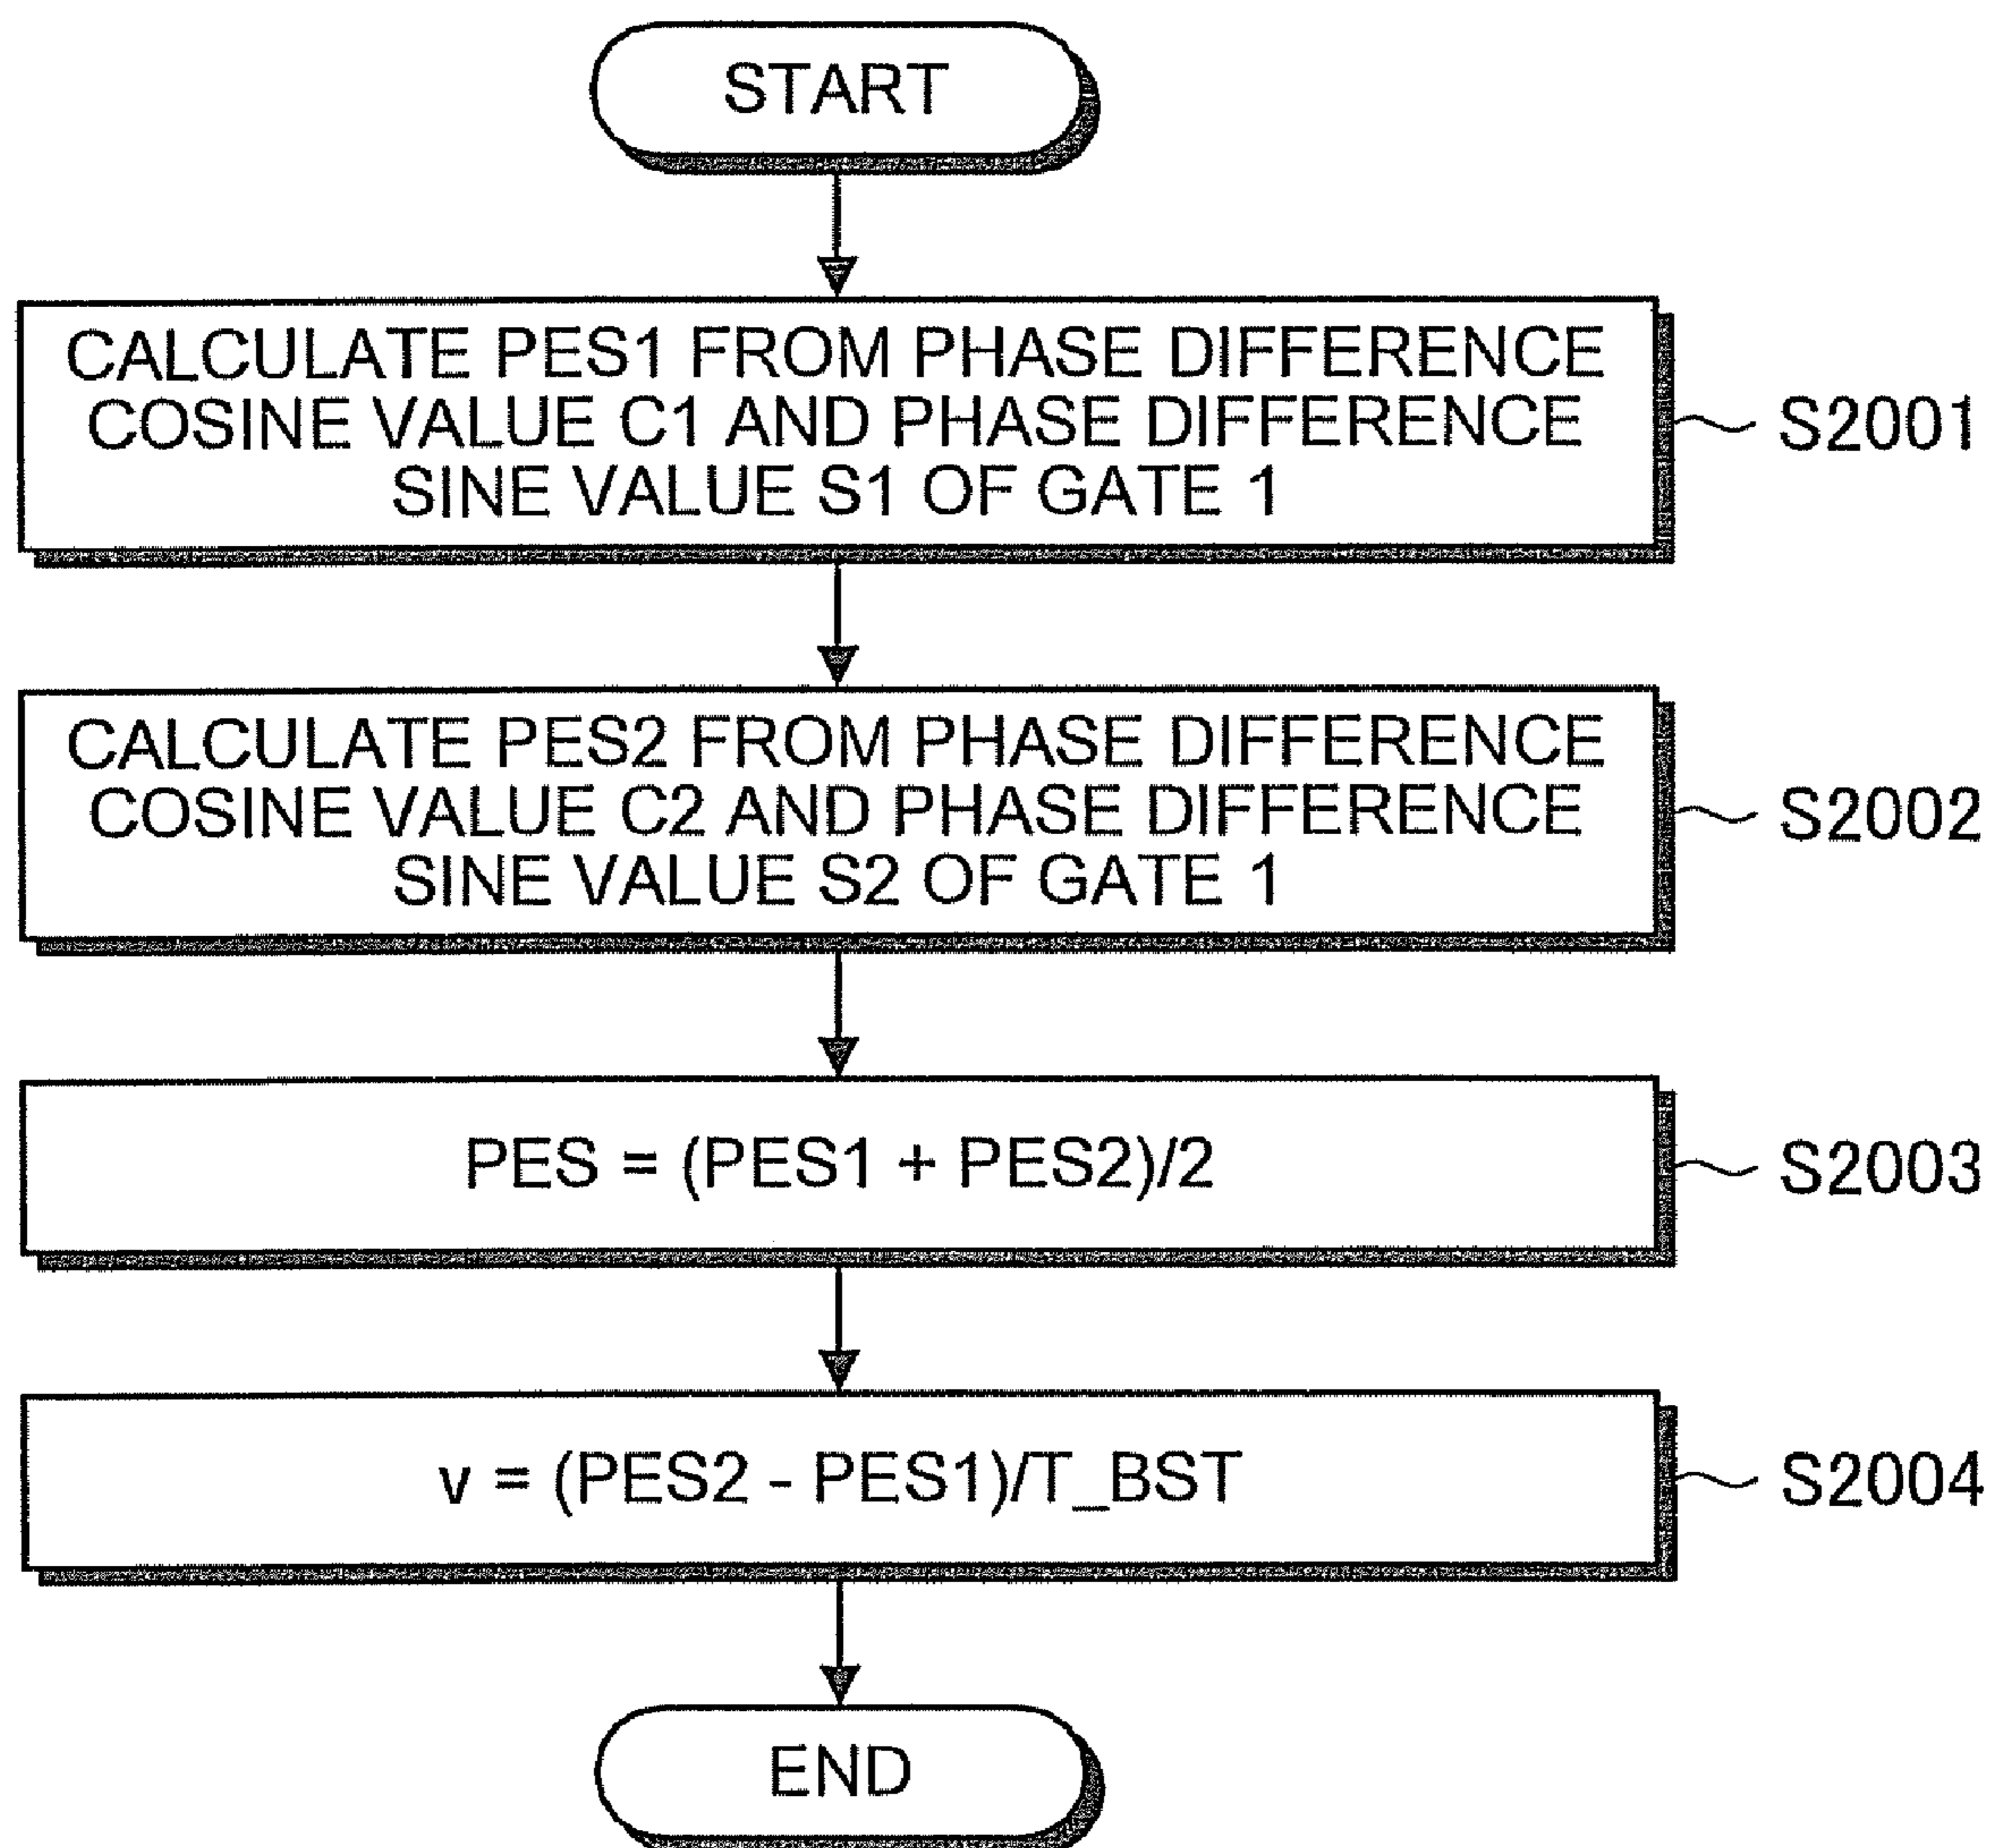 START
CALCULATE PES1 FROM PHASE DIFFERENCE
COSINE VALUE C1 AND PHASE DIFFERENCE
SINE VALUE S1 OF GATE 1
S2001
CALCULATE PES2 FROM PHASE DIFFERENCE
COSINE VALUE C2 AND PHASE DIFFERENCE
SINE VALUE S2 OF GATE 1
S2002
PES = (PES1 + PES2)/2
S2003
v = (PES2 - PES1)/T_BST
S2004
END